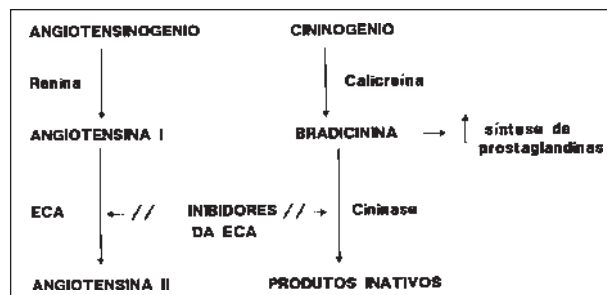 ANGIOTENSINOGENIO CININOGENIO
Renina Calicreína
ANGIOTENSINA I BRADICININA síntese de
prostaglandinas
ECA INIBIDORES Cininase
DA ECA
ANGIOTENSINA II PRODUTOS INATIVOS